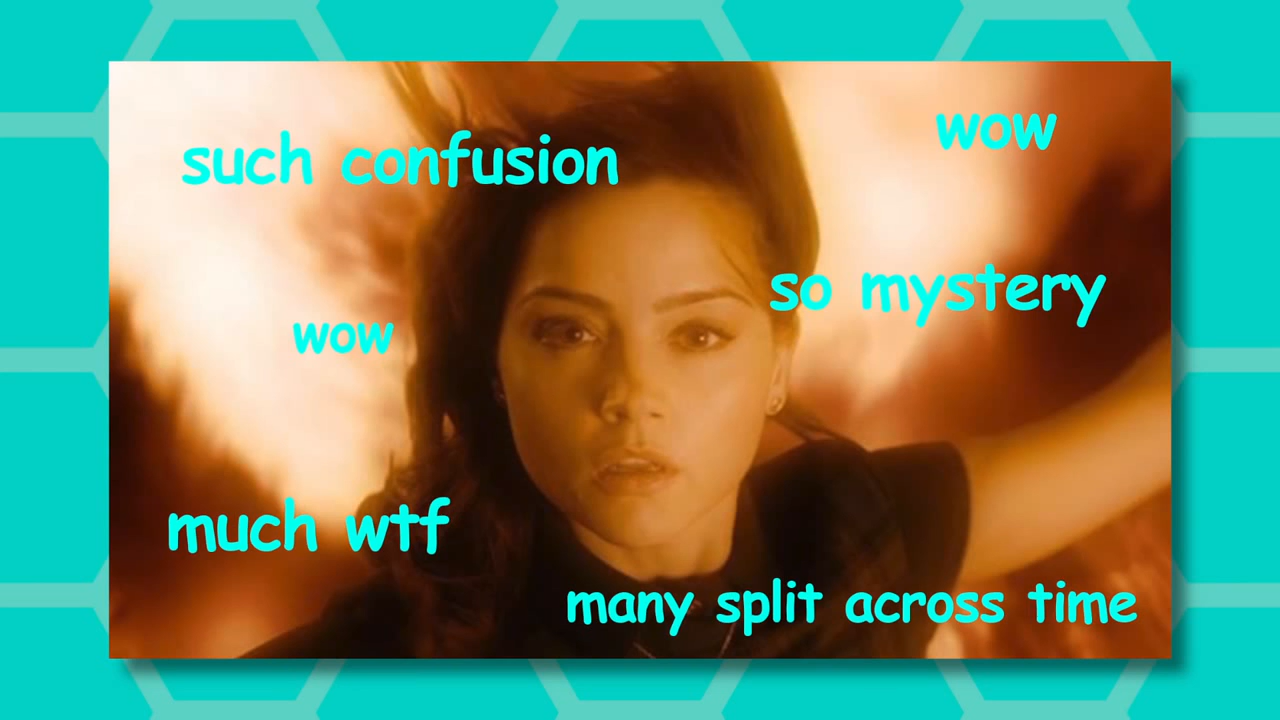 wow
such confusion
so mystery
wow
much wtf
many split across time